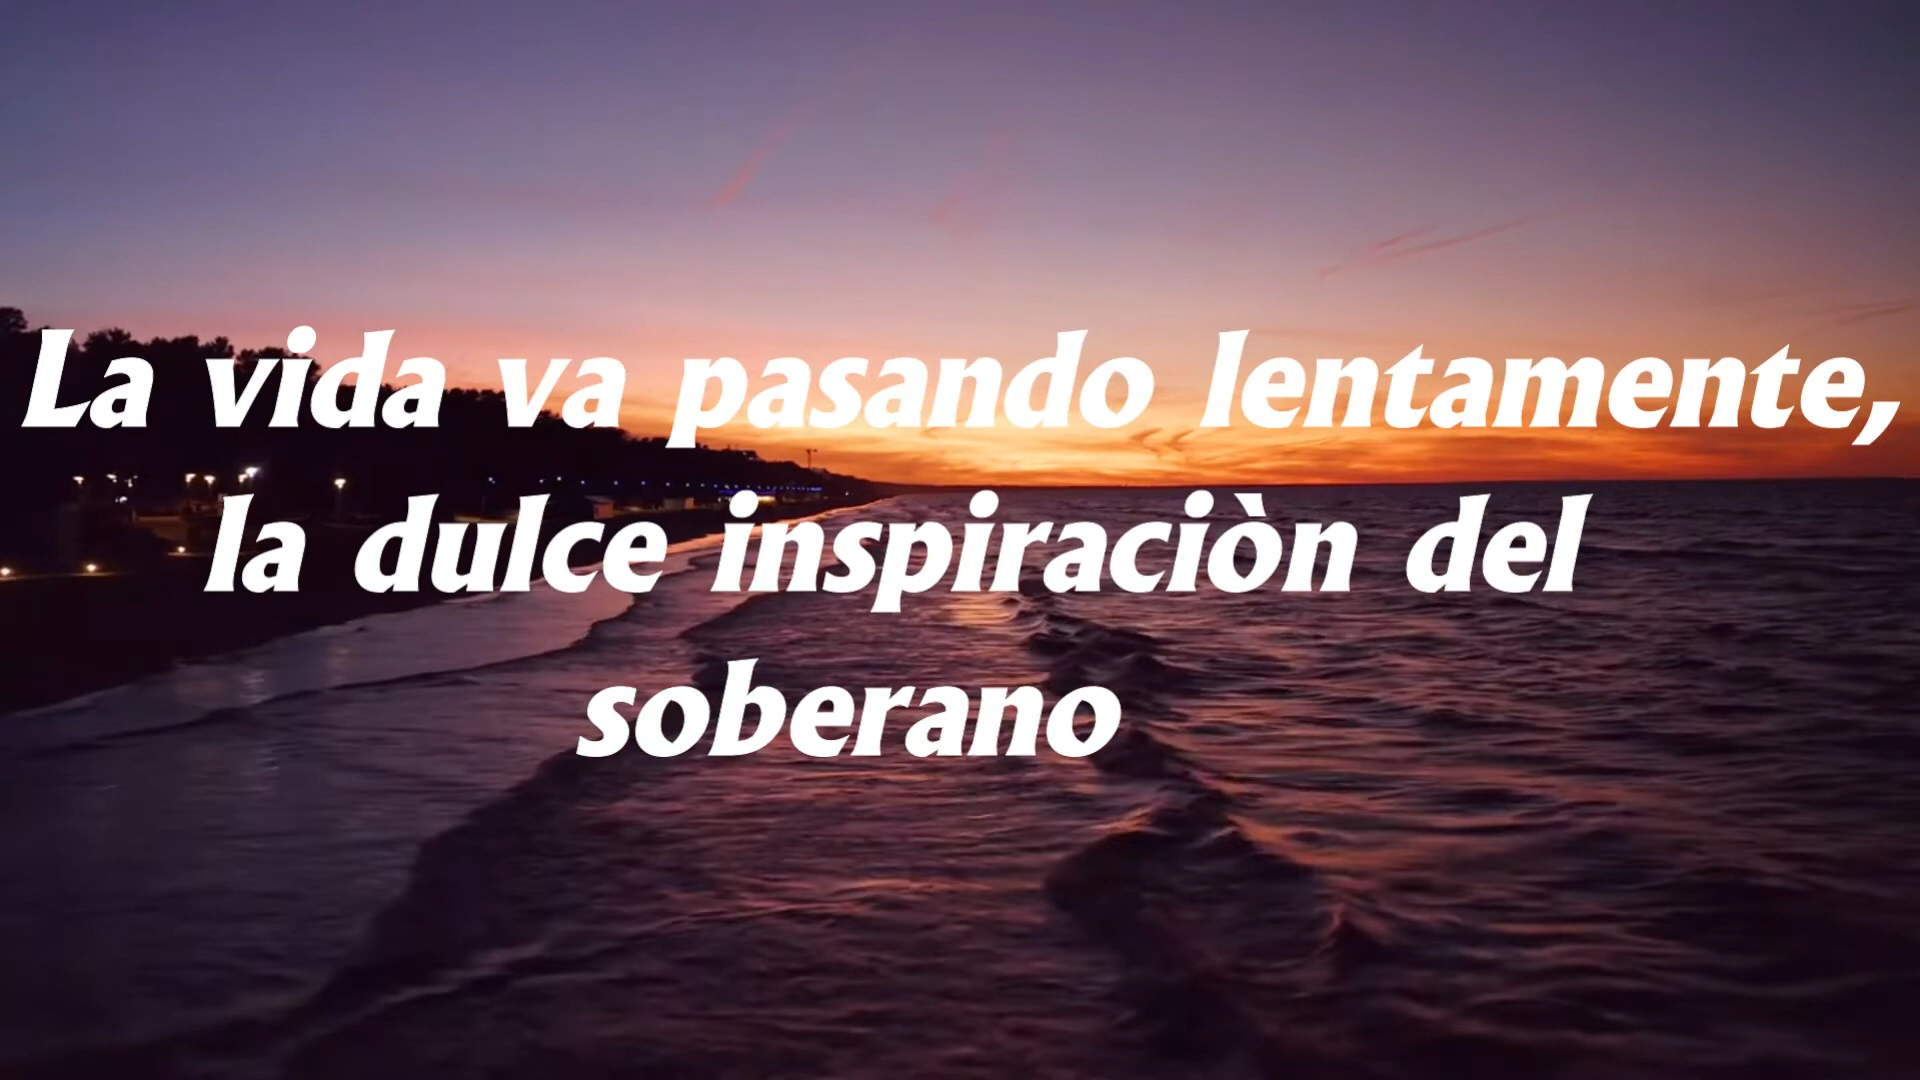 La vida va pasando lentamente,
la dulce inspiraciòn del
soberano